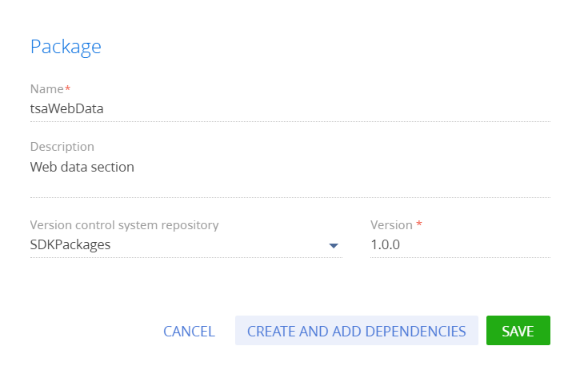 Package
Name*
tsaWebData
Description
Web data section
Version control system repository
Version *
SDKPackages
1.0.0
CANCEL
CREATE AND ADD DEPENDENCIES
SAVE